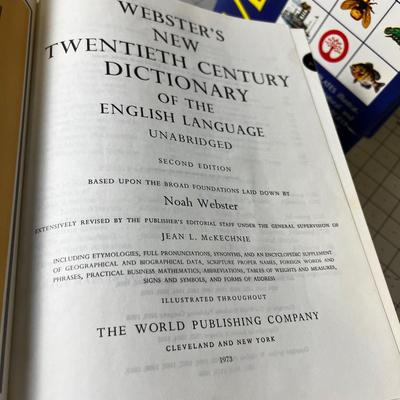 WEBSTER'S
NEW
TWENTIETH CENTURY
DICTIONARY
OF THE
ENGLISH LANGUAGE
UNABRIDGED
SECOND EDITION
BASED UPON THE BROAD FOUNDATIONS LAID DOWN BY
Noah Webster
EXTENSIVELY REVISED BY THE PUBLISHER'S EDITORIAL STAFF UNDER THE GENERAL SUPERVISION OF
JEAN L. McKECHNIE
INCLUDING ETYMOLOGIES, FULL PRONUNCIATIONS, SYNONYMS, AND AN ENCYCLOPEDIC SUPPLEMENT
OF GEOGRAPHICAL AND BIOGRAPHICAL DATA, SCRIPTURE PROPER NAMES, FOREIGN WORDS AND
PHRASES, PRACTICAL BUSINESS MATHEMATICS, ABBREVIATIONS, TABLES OF WEIGHTS AND MEASURES,
SIGNS AND SYMBOLS, AND FORMS OF ADDRESS
ILLUSTRATED THROUGHOUT
THE WORLD PUBLISHING COMPANY
CLEVELAND AND NEW YORK
1973